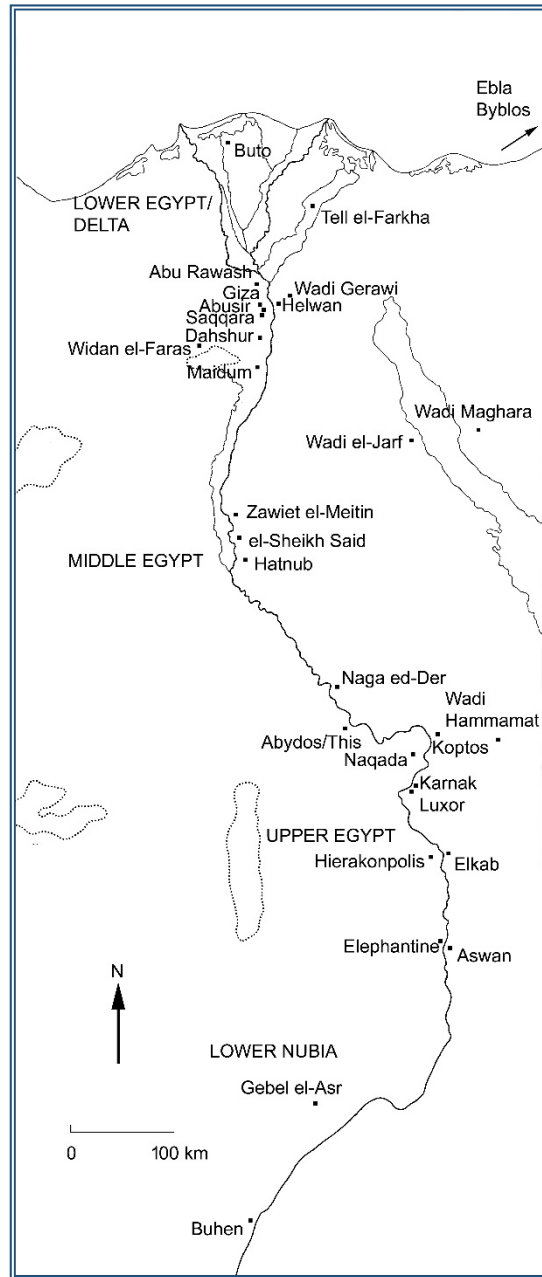 Ebla
Byblos
Buto
LOWER EGYPT/
DELTA
Tell el-Farkha
Abu Rawash
Wadi Gerawi
Giza
Helwan
Abusir
Saqqara
Dahshur
Widan el-Faras
Maidum
Wadi Maghara
Wadi el-Jarf
Zawiet el-Meitin
el-Sheikh Said
MIDDLE EGYPT
Hatnub
Naga ed-Der
Wadi
Hammamat
Abydos/This
Koptos
Naqada
Karnak
Luxor
UPPER EGYPT
Hierakonpolis
Elkab
Elephantine
Aswan
N
LOWER NUBIA
Gebel el-Asr
0 100 km
Buhen